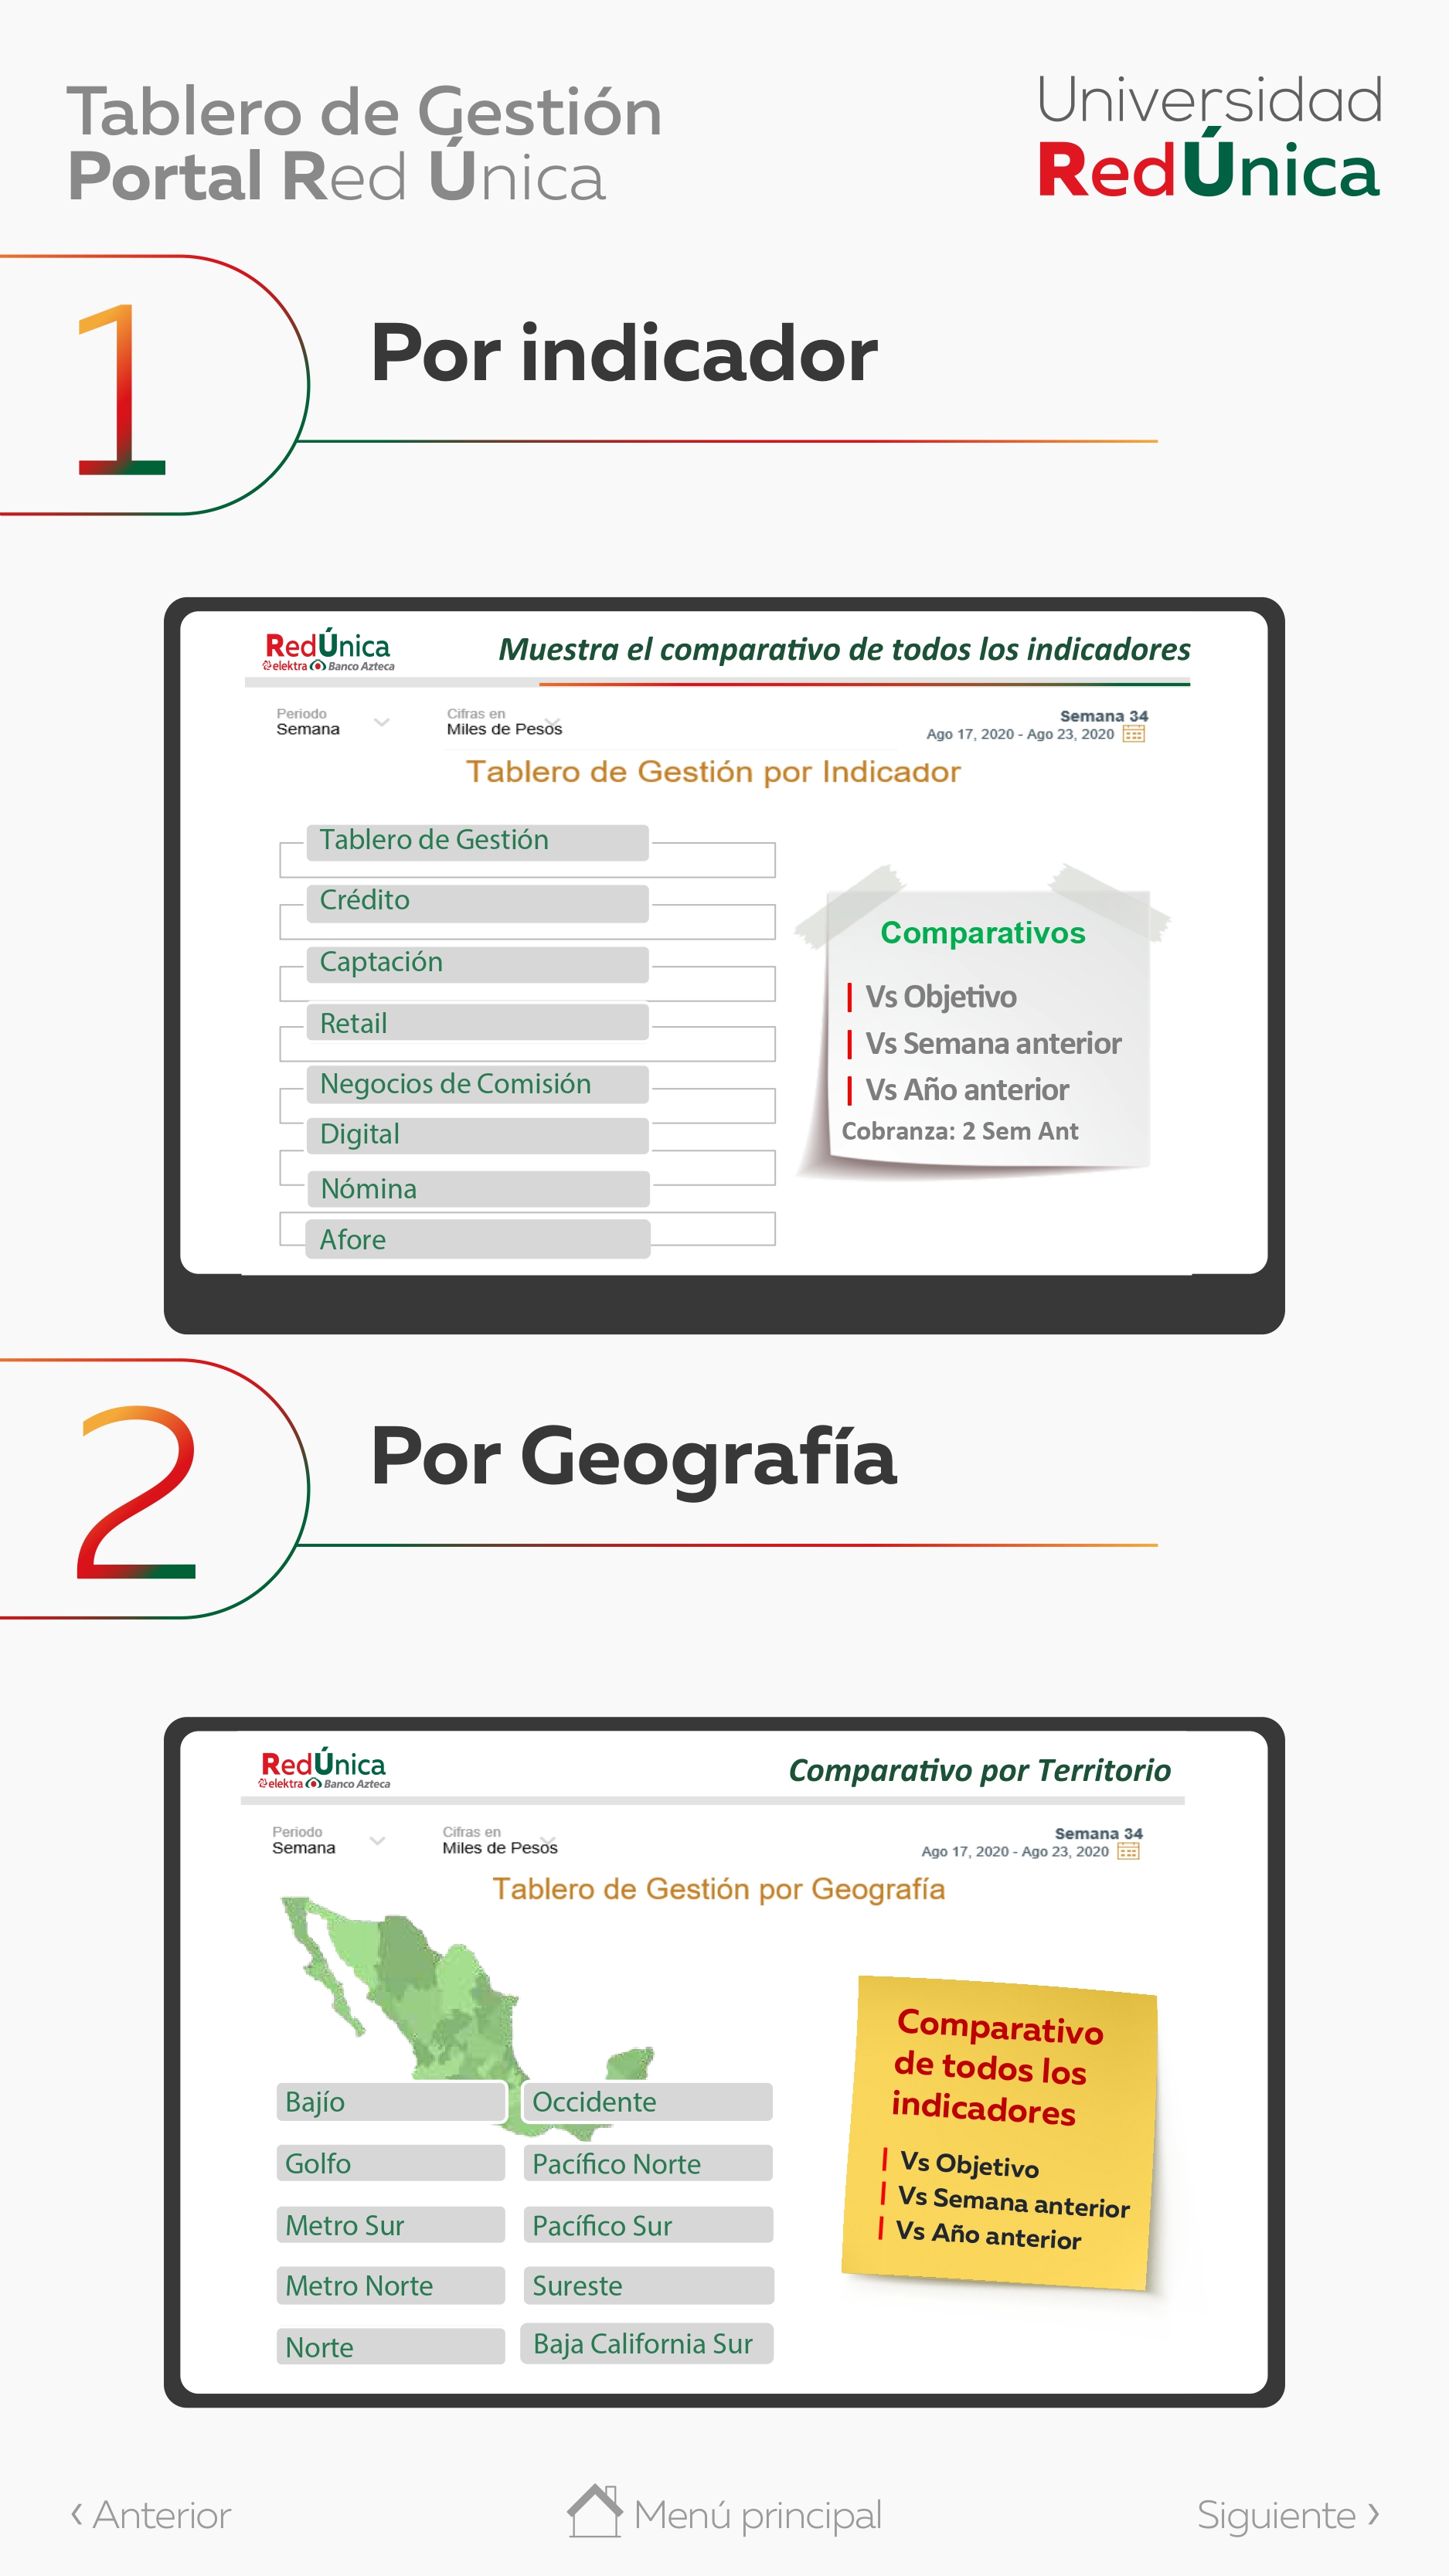 Tablero de Gestión
Portal Red Única
Universidad
RedÚnica
1
Por indicador
RedÚnica
elektra Banco Azteca
Muestra el comparativo de todos los indicadores
Periodo
Semana
Cifras en
Miles de Pesos
Semana 34
Ago 17, 2020 - Ago 23, 2020
Tablero de Gestión por Indicador
Tablero de Gestión
Crédito
Captación
Retail
Negocios de Comisión
Digital
Nómina
Afore
Comparativos
Vs Objetivo
Vs Semana anterior
Vs Año anterior
Cobranza: 2 Sem Ant
2
Por Geografía
RedÚnica
elektra Banco Azteca
Comparativo por Territorio
Periodo
Semana
Cifras en
Miles de Pesos
Semana 34
Ago 17, 2020 - Ago 23, 2020
Tablero de Gestión por Geografía
Bajío
Occidente
Golfo
Pacífico Norte
Metro Sur
Pacífico Sur
Metro Norte
Sureste
Norte
Baja California Sur
Comparativo
de todos los
indicadores
Vs Objetivo
Vs Semana anterior
Vs Año anterior
‹ Anterior
Menú principal
Siguiente ›